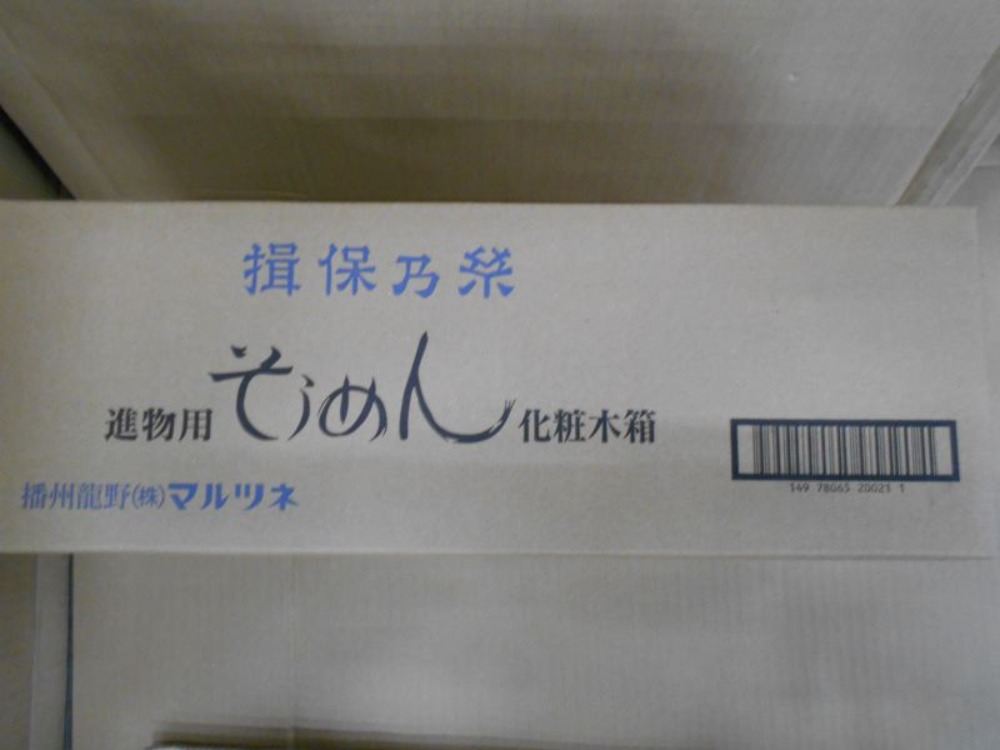 揖保乃糸
進物用そうめん化粧木箱
播州龍野(株)マルツネ
149 78065 20021 1